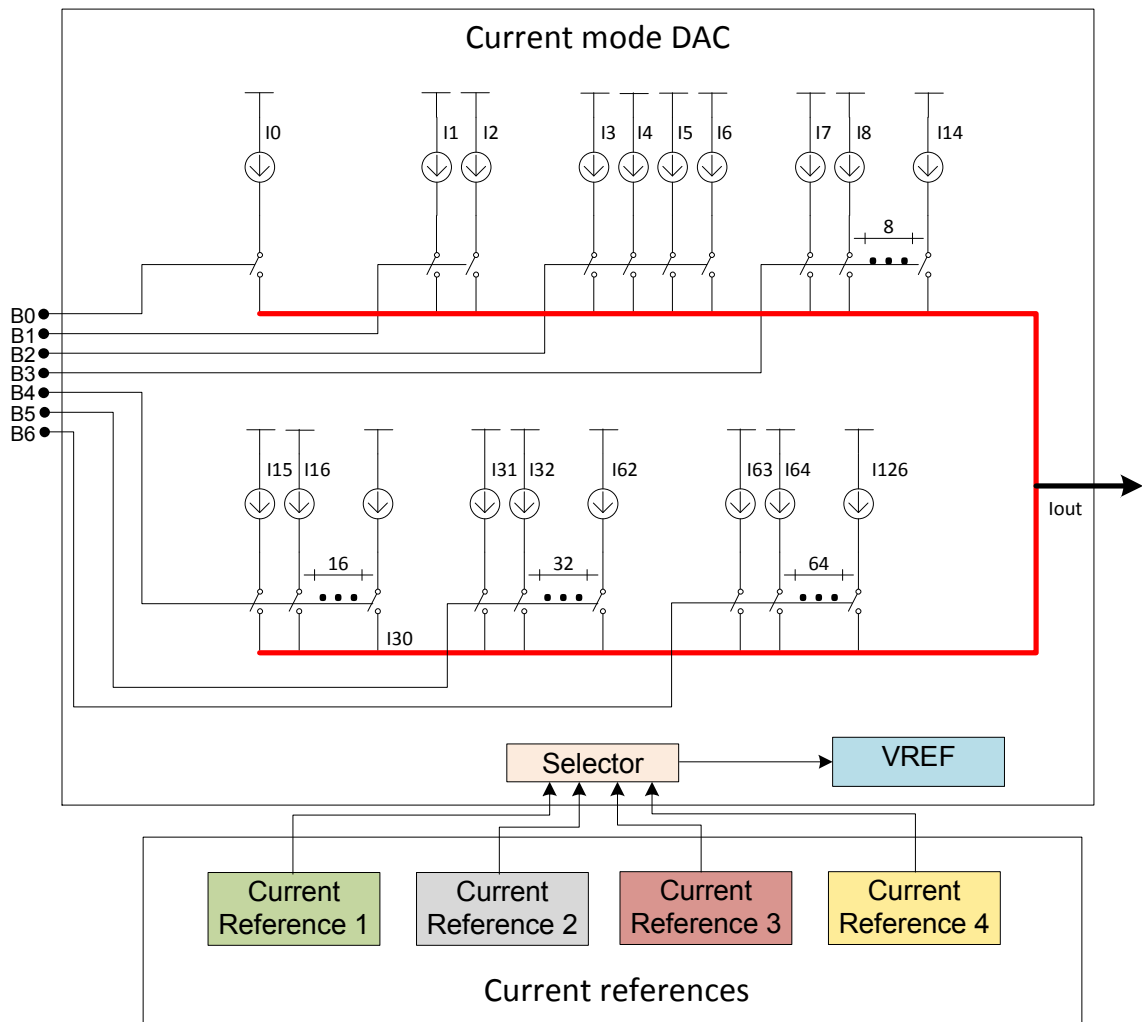 Current mode DAC
I0
I1
I2
I3
I4
I5
I6
I7
I8
I14
8
B0
B1
B2
B3
B4
B5
B6
I15
I16
I31
I32
I62
I63
I64
I126
Iout
16
32
64
I30
Selector
VREF
Current
Reference 1
Current
Reference 2
Current
Reference 3
Current
Reference 4
Current references